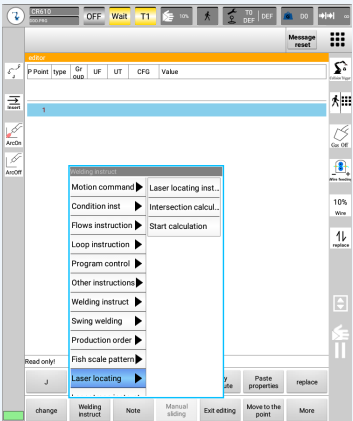 CR610
OFF
Wait
T1
10%
T0
DEF
DEF
D0
∞
Message
reset
editor
P Point
type
Gr
oup
UF
UT
CFG
Value
Insert
1
ArcOn
ArcOff
Gas Off
Wire feeding
10%
Wire
replace
Welding instruct
Motion command
Condition inst
Flows instruction
Loop instruction
Program control
Other instructions
Welding instruct
Swing welding
Production order
Fish scale pattern
Laser locating
Laser locating inst...
Intersection calcul...
Start calculation
Read only!
J
Paste
properties
replace
change
Welding
instruct
Note
Manual
sliding
Exit editing
Move to the
point
More